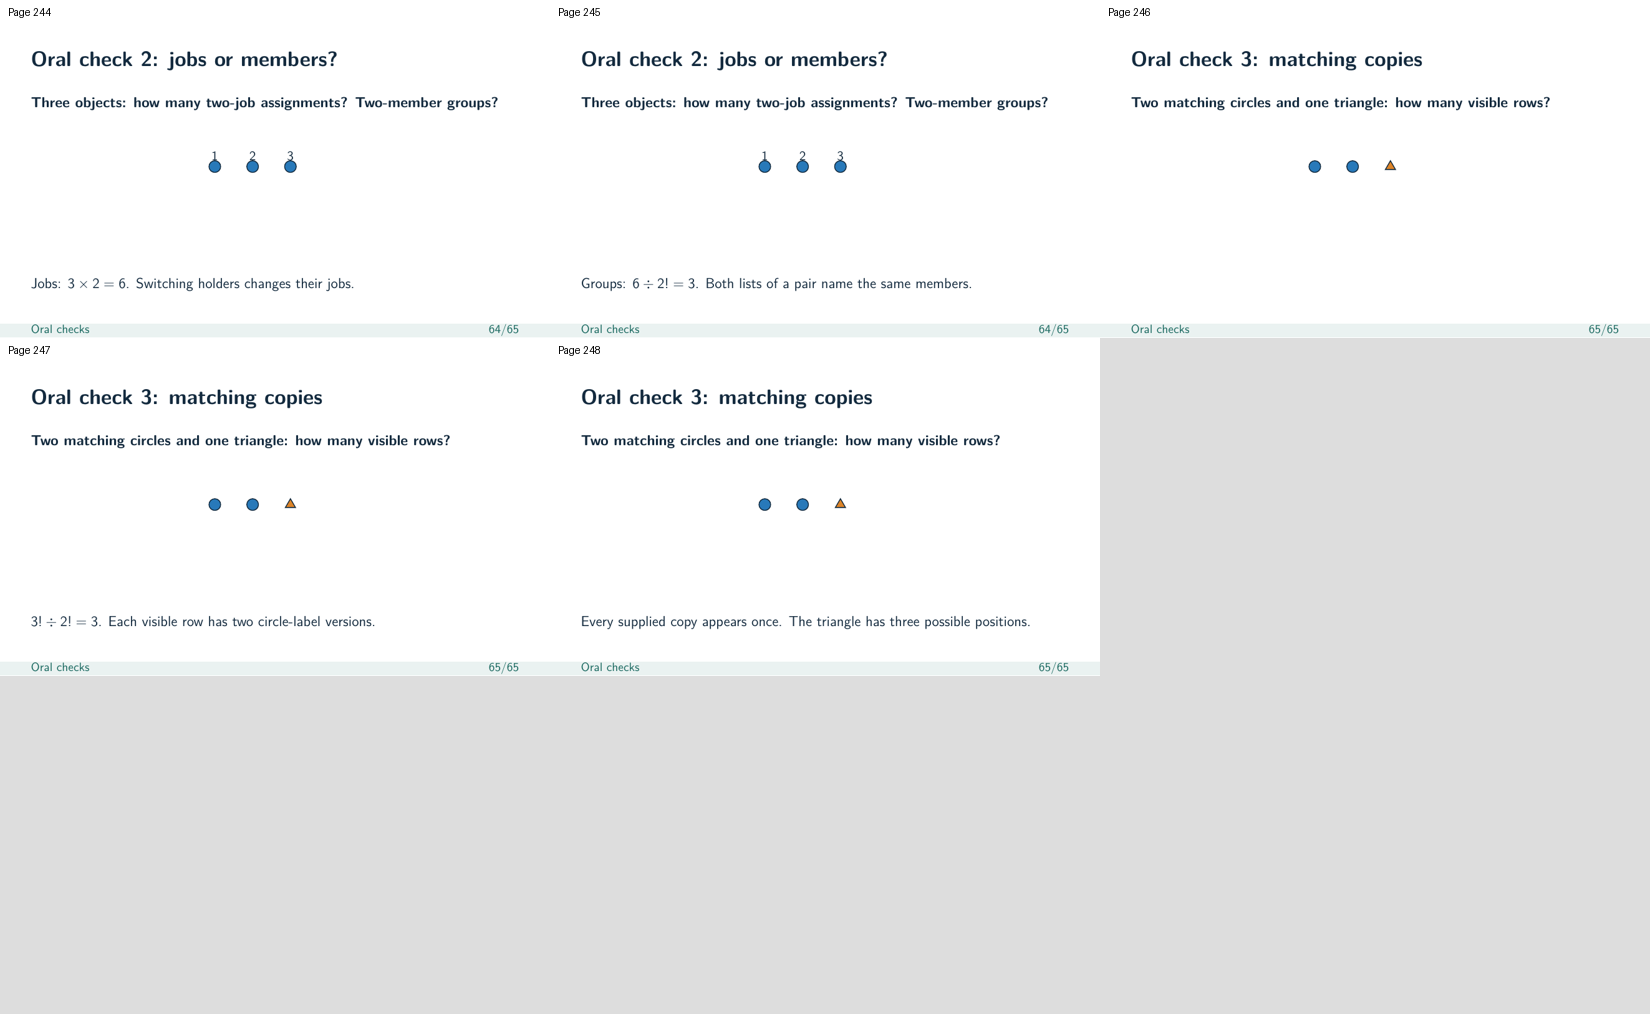 Page 244
Oral check 2: jobs or members?
Three objects: how many two-job assignments? Two-member groups?
1 2 3
Jobs: 3 × 2 = 6. Switching holders changes their jobs.
Oral checks 64/65
Page 245
Oral check 2: jobs or members?
Three objects: how many two-job assignments? Two-member groups?
1 2 3
Groups: 6 ÷ 2! = 3. Both lists of a pair name the same members.
Oral checks 64/65
Page 246
Oral check 3: matching copies
Two matching circles and one triangle: how many visible rows?
Oral checks 65/65
Page 247
Oral check 3: matching copies
Two matching circles and one triangle: how many visible rows?
3! ÷ 2! = 3. Each visible row has two circle-label versions.
Oral checks 65/65
Page 248
Oral check 3: matching copies
Two matching circles and one triangle: how many visible rows?
Every supplied copy appears once. The triangle has three possible positions.
Oral checks 65/65